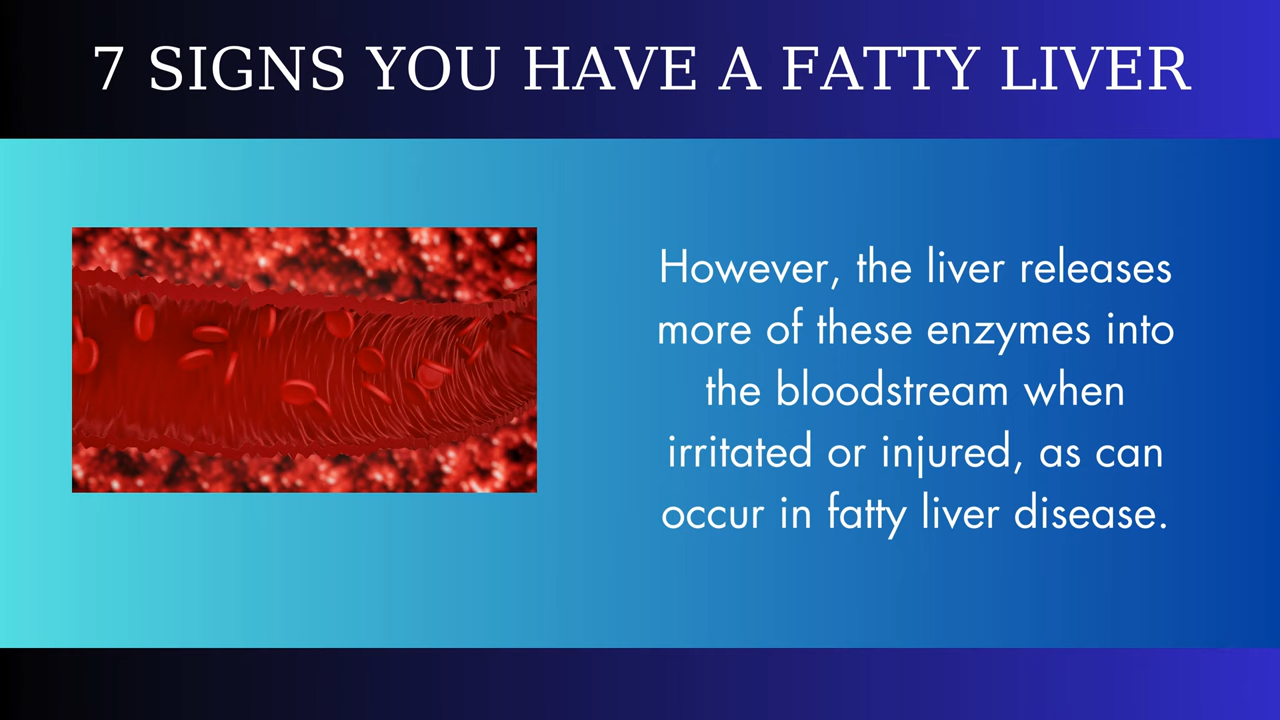 7 SIGNS YOU HAVE A FATTY LIVER
However, the liver releases
more of these enzymes into
the bloodstream when
irritated or injured, as can
occur in fatty liver disease.